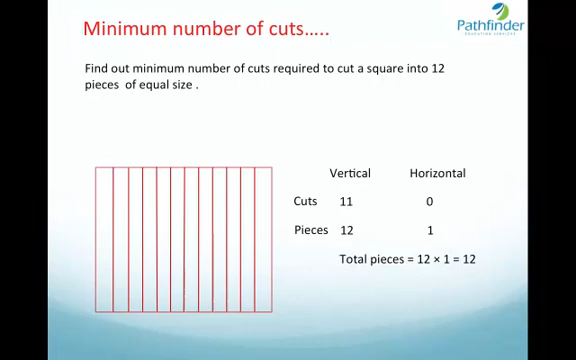 Minimum number of cuts…..
Pathfinder
EDUCATION SERVICES
Find out minimum number of cuts required to cut a square into 12
pieces of equal size .
Vertical Horizontal
Cuts 11 0
Pieces 12 1
Total pieces = 12 × 1 = 12